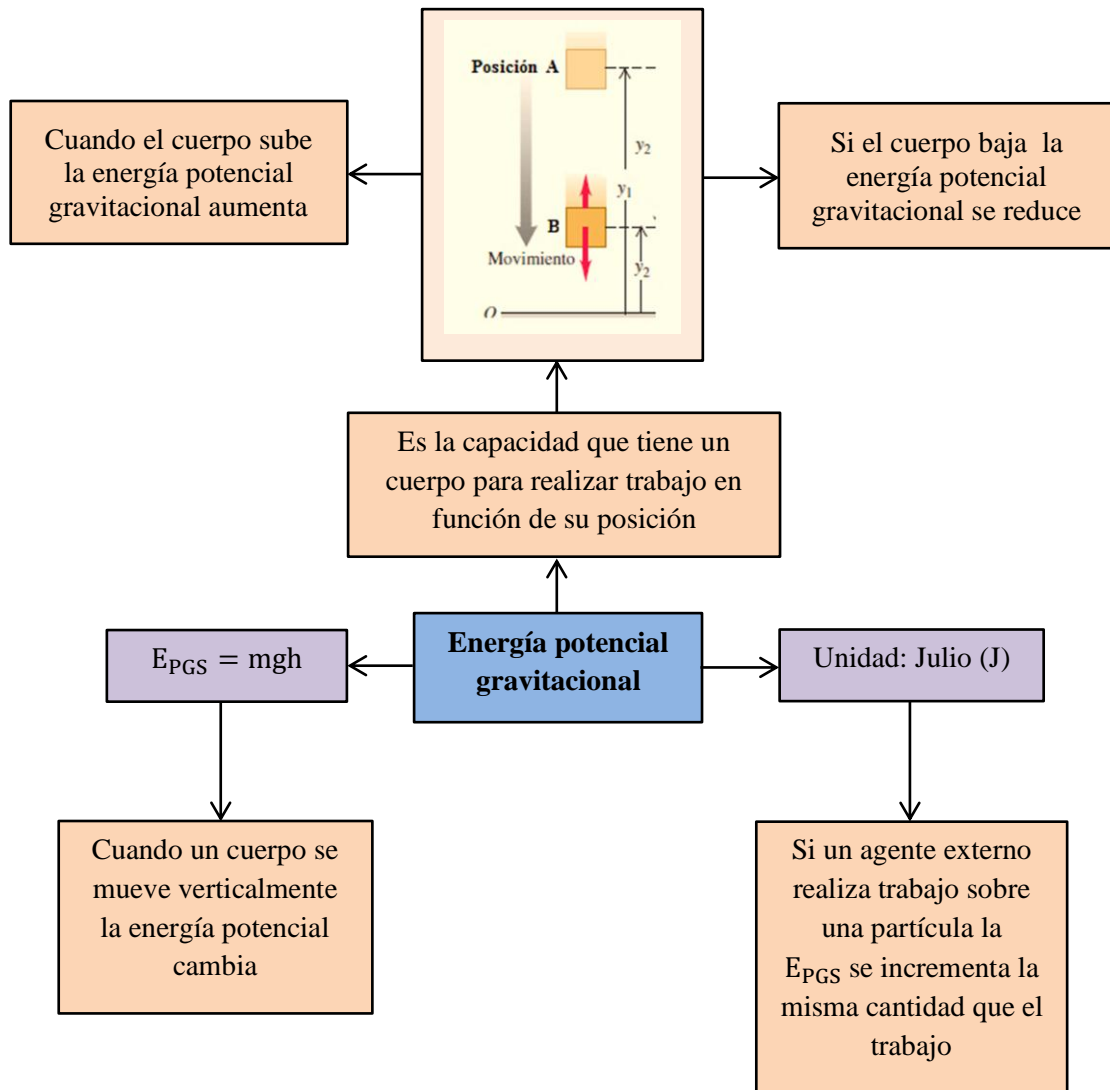 Posición A
y₂
y₁
B
Movimiento
y₂
O
Cuando el cuerpo sube
la energía potencial
gravitacional aumenta
Si el cuerpo baja la
energía potencial
gravitacional se reduce
Es la capacidad que tiene un
cuerpo para realizar trabajo en
función de su posición
E_PGS = mgh
Energía potencial
gravitacional
Unidad: Julio (J)
Cuando un cuerpo se
mueve verticalmente
la energía potencial
cambia
Si un agente externo
realiza trabajo sobre
una partícula la
E_PGS se incrementa la
misma cantidad que el
trabajo